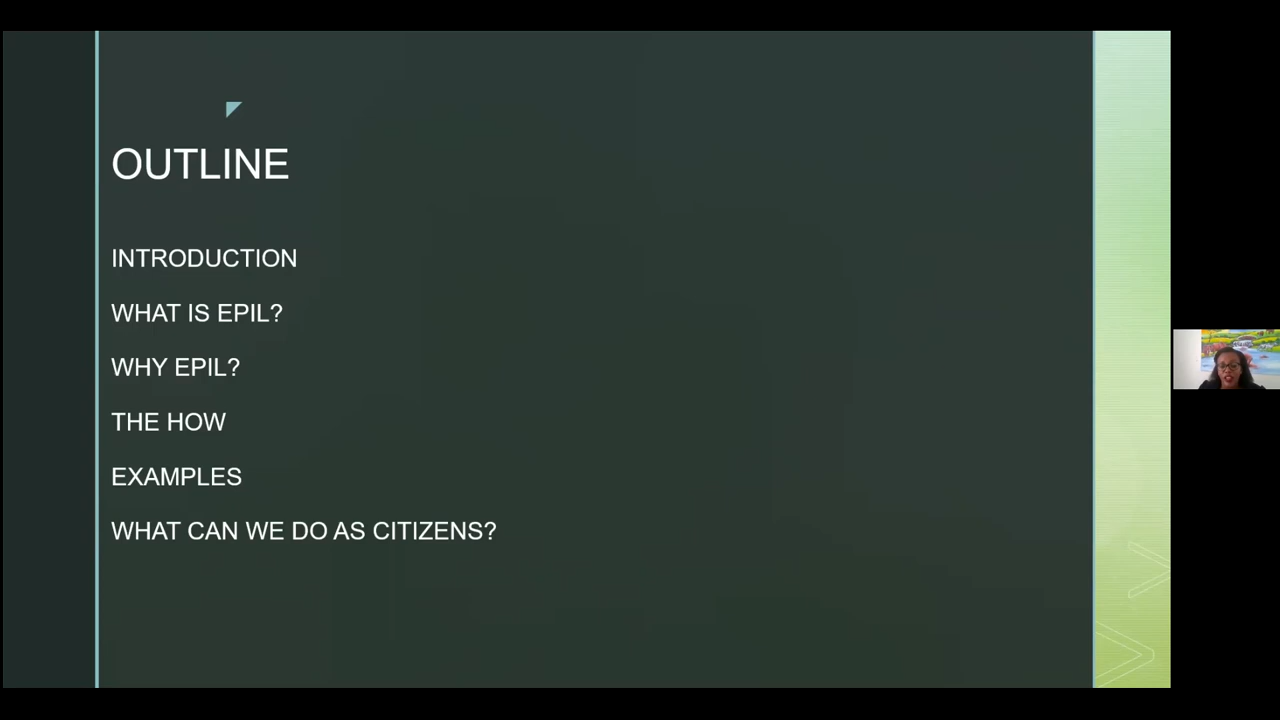 OUTLINE
INTRODUCTION
WHAT IS EPIL?
WHY EPIL?
THE HOW
EXAMPLES
WHAT CAN WE DO AS CITIZENS?